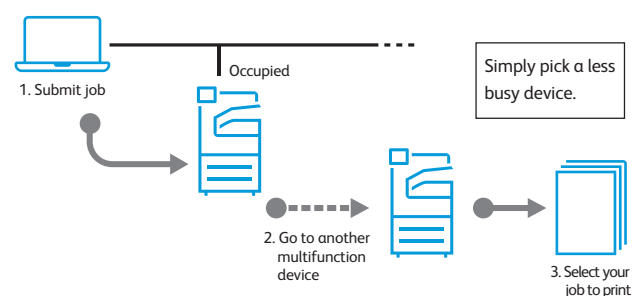 1. Submit job
Occupied
Simply pick a less
busy device.
2. Go to another
multifunction
device
3. Select your
job to print